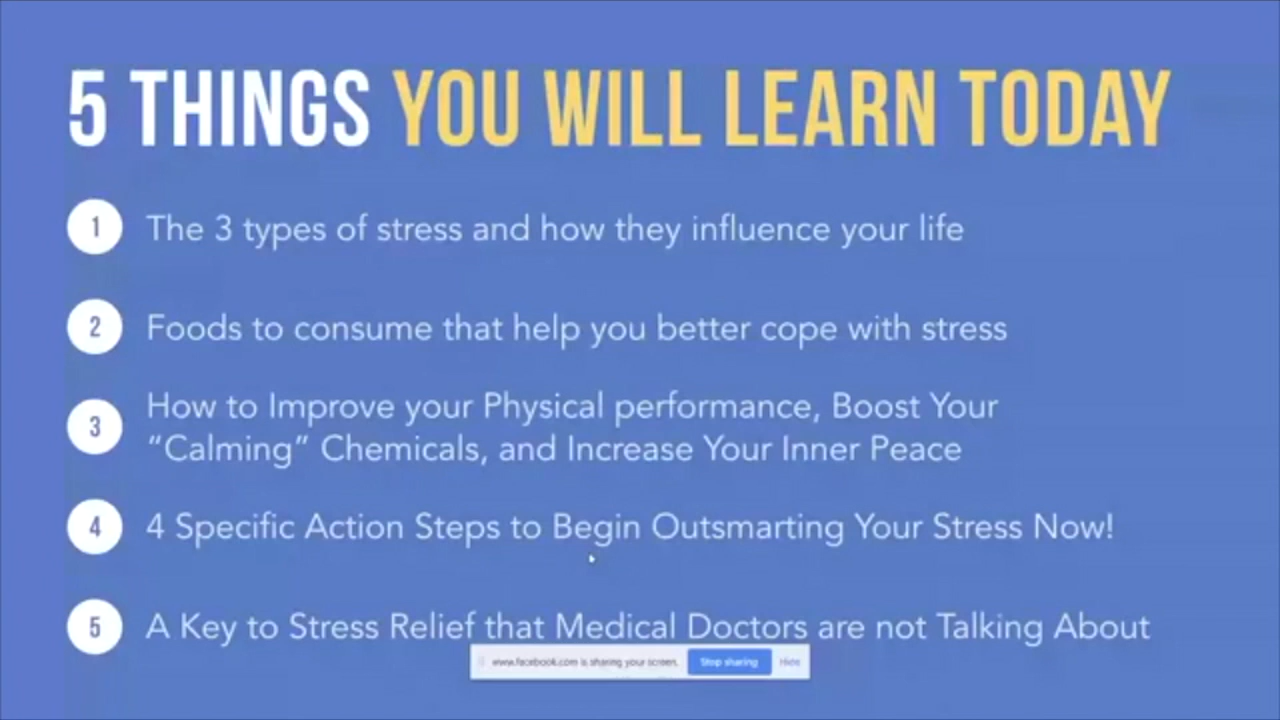 5 THINGS YOU WILL LEARN TODAY
1 The 3 types of stress and how they influence your life
2 Foods to consume that help you better cope with stress
3 How to Improve your Physical performance, Boost Your
“Calming” Chemicals, and Increase Your Inner Peace
4 4 Specific Action Steps to Begin Outsmarting Your Stress Now!
5 A Key to Stress Relief that Medical Doctors are not Talking About
www.facebook.com is sharing your screen. Stop sharing Hide